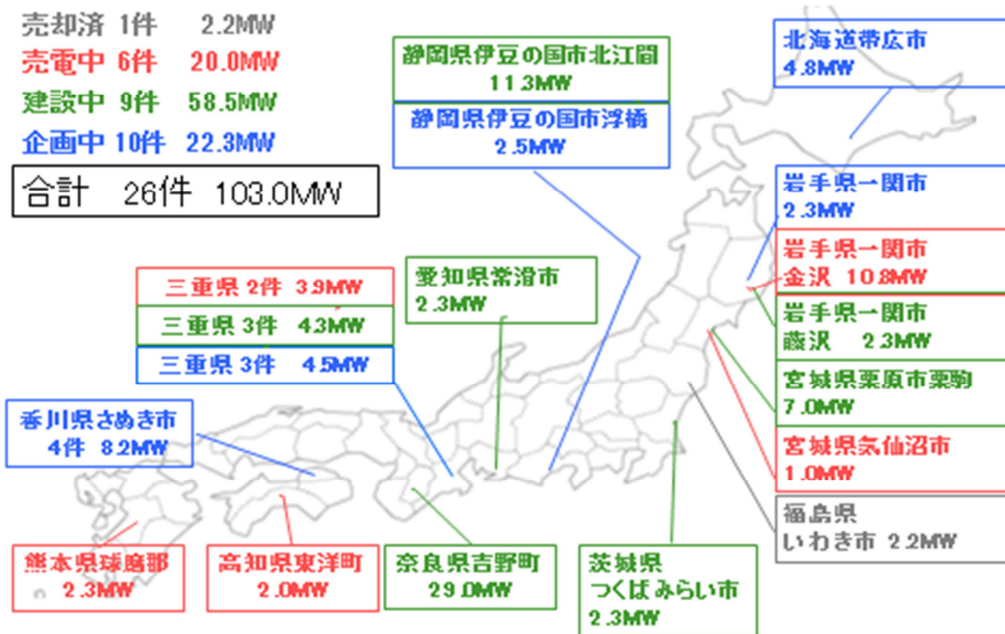 売却済 1件 2.2MW
売電中 6件 20.0MW
建設中 9件 58.5MW
企画中 10件 22.3MW
合計 26件 103.0MW
静岡県伊豆の国市北江間
11.3MW
静岡県伊豆の国市浮橋
2.5MW
北海道帯広市
4.8MW
岩手県一関市
2.3MW
岩手県一関市
金沢 10.8MW
岩手県一関市
藤沢 2.3MW
宮城県栗原市栗駒
7.0MW
宮城県気仙沼市
1.0MW
福島県
いわき市 2.2MW
三重県 2件 3.9MW
三重県 3件 4.3MW
三重県 3件 4.5MW
愛知県常滑市
2.3MW
香川県さぬき市
4件 8.2MW
熊本県球磨郡
2.3MW
高知県東洋町
2.0MW
奈良県吉野町
29.0MW
茨城県
つくばみらい市
2.3MW